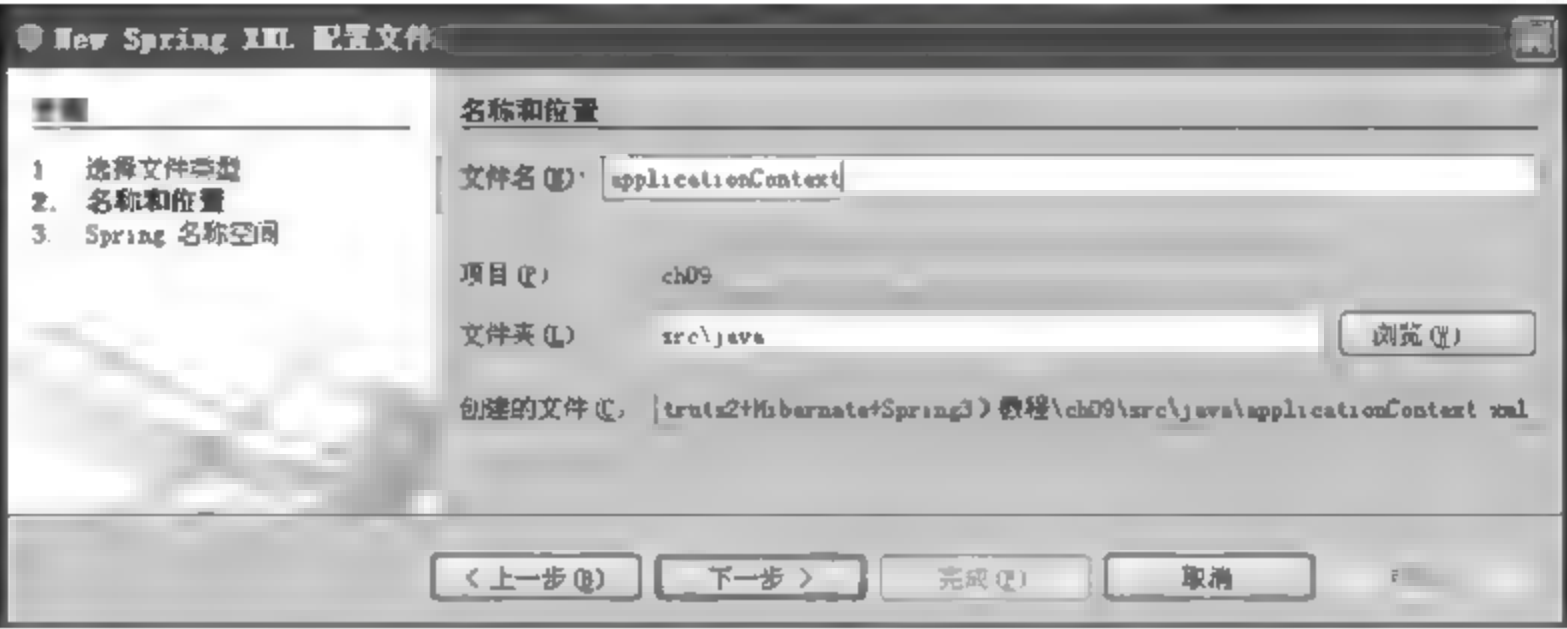 New Spring XML 配置文件
名称和位置
1 选择文件类型
2. 名称和位置
3. Spring 名称空间
文件名(N): applicationContext
项目(P) ch09
文件夹(L) src\java 浏览(W)
创建的文件(C) truts2+Hibernate+Spring3)教程\ch09\src\java\applicationContext xml
< 上一步(B) 下一步 > 完成(F) 取消